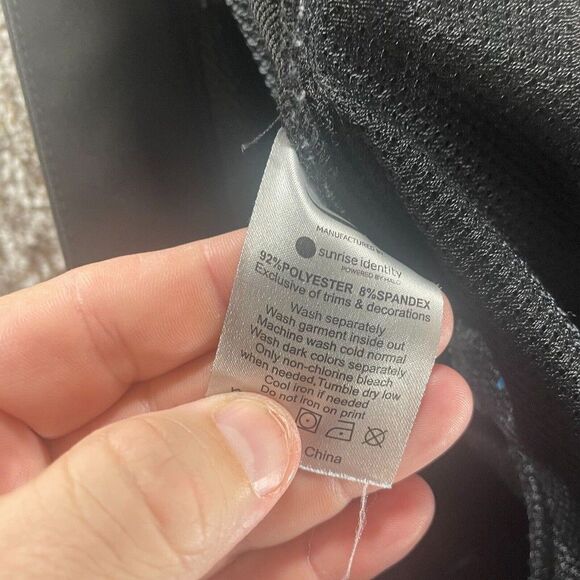 MANUFACTURED BY
sunrise identity
POWERED BY HALO
92%POLYESTER 8%SPANDEX
Exclusive of trims & decorations
Wash separately
Wash garment inside out
Machine wash cold normal
Wash dark colors separately
Only non-chlorine bleach
when needed.Tumble dry low
Cool iron if needed
Do not iron on print
China